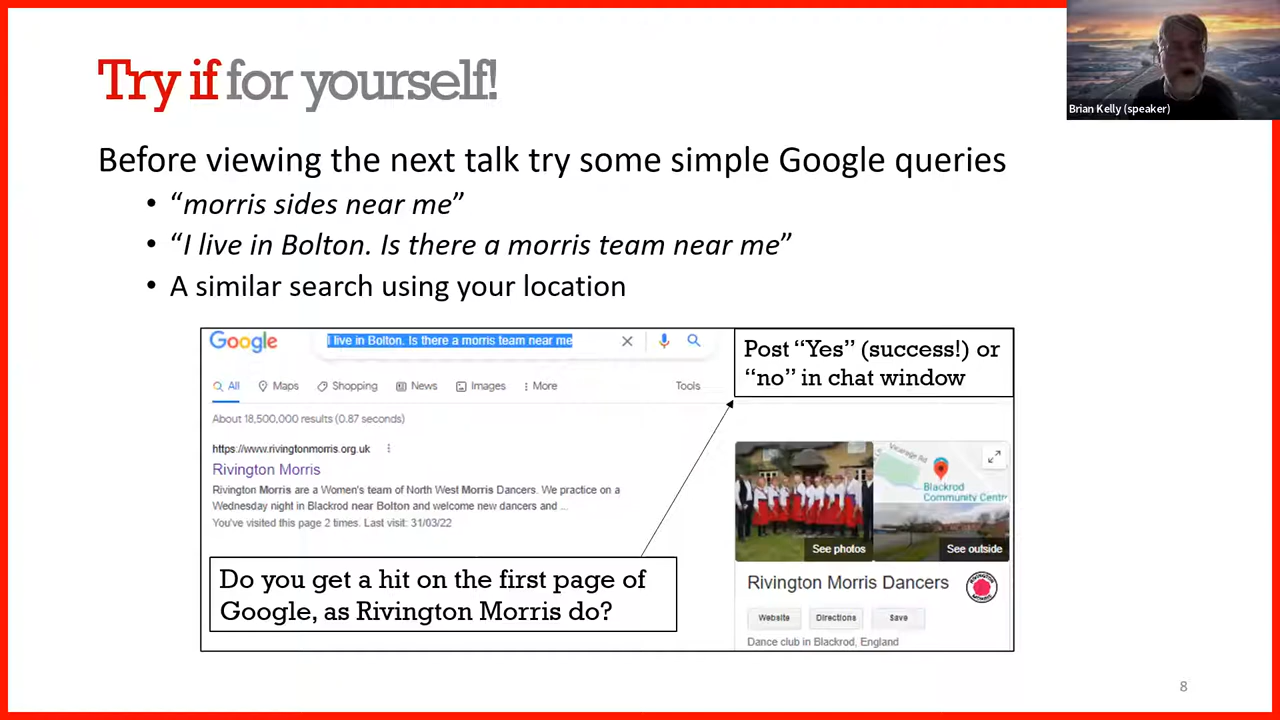 Try if for yourself!
Brian Kelly (speaker)
Before viewing the next talk try some simple Google queries
• “morris sides near me”
• “I live in Bolton. Is there a morris team near me”
• A similar search using your location
Google
I live in Bolton. Is there a morris team near me
Post “Yes” (success!) or
“no” in chat window
All
Maps
Shopping
News
Images
More
Tools
About 18,500,000 results (0.87 seconds)
https://www.rivingtonmorris.org.uk
Rivington Morris
Rivington Morris are a Women's team of North West Morris Dancers. We practice on a
Wednesday night in Blackrod near Bolton and welcome new dancers and ...
You've visited this page 2 times. Last visit: 31/03/22
Vicarage Rd
Blackrod
Community Centr
See photos
See outside
Do you get a hit on the first page of
Google, as Rivington Morris do?
Rivington Morris Dancers
Website
Directions
Save
Dance club in Blackrod, England
8